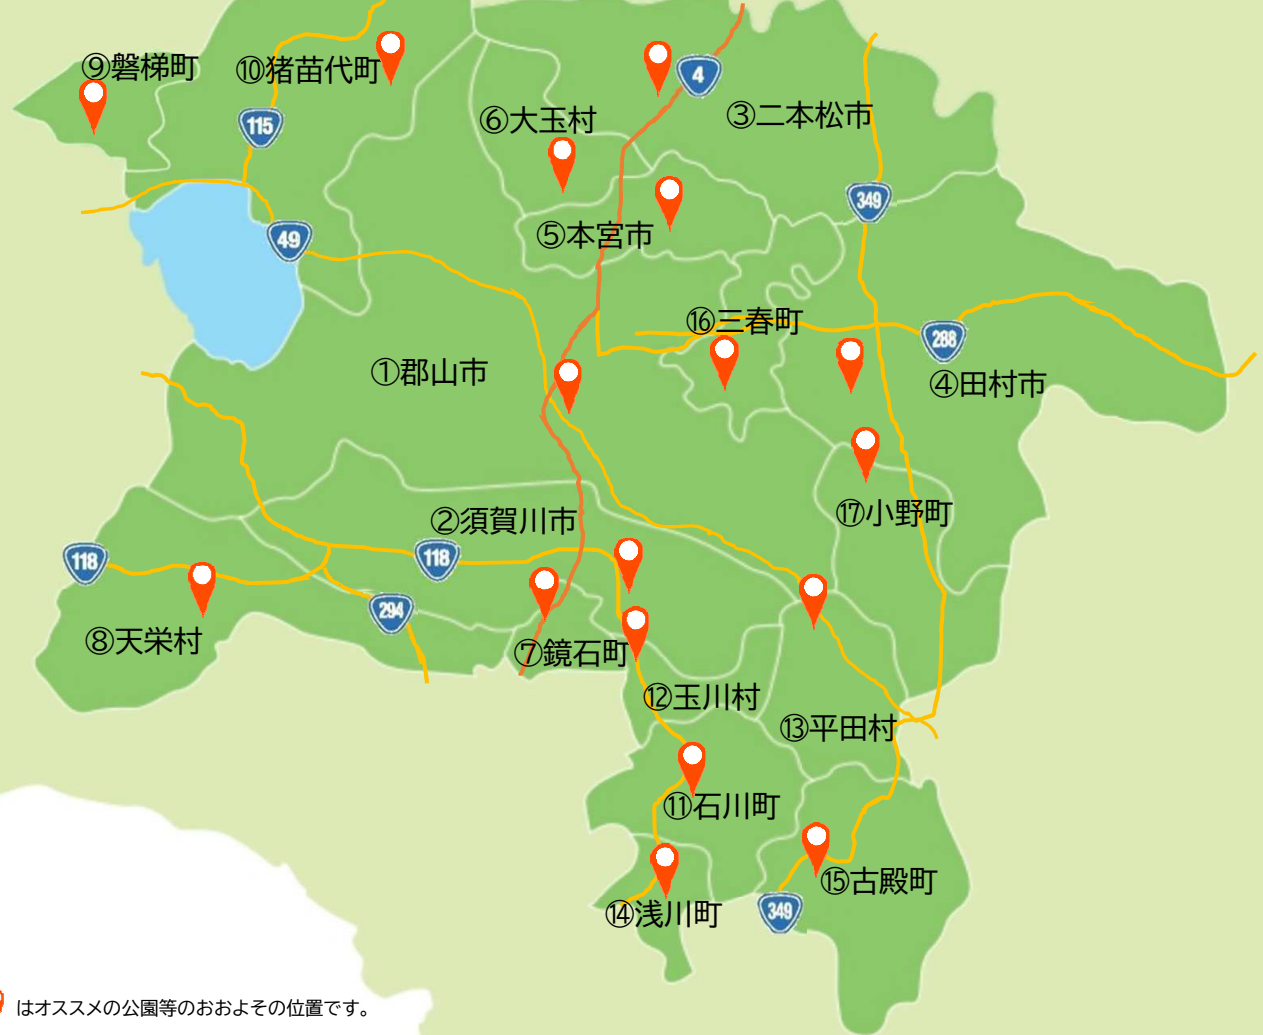 4
⑨磐梯町
⑩猪苗代町
③二本松市
⑥大玉村
115
349
⑤本宮市
49
⑯三春町
288
①郡山市
④田村市
②須賀川市
⑰小野町
118
118
294
⑧天栄村
⑦鏡石町
⑫玉川村
⑬平田村
⑪石川町
⑮古殿町
⑭浅川町
349
はオススメの公園等のおおよその位置です。